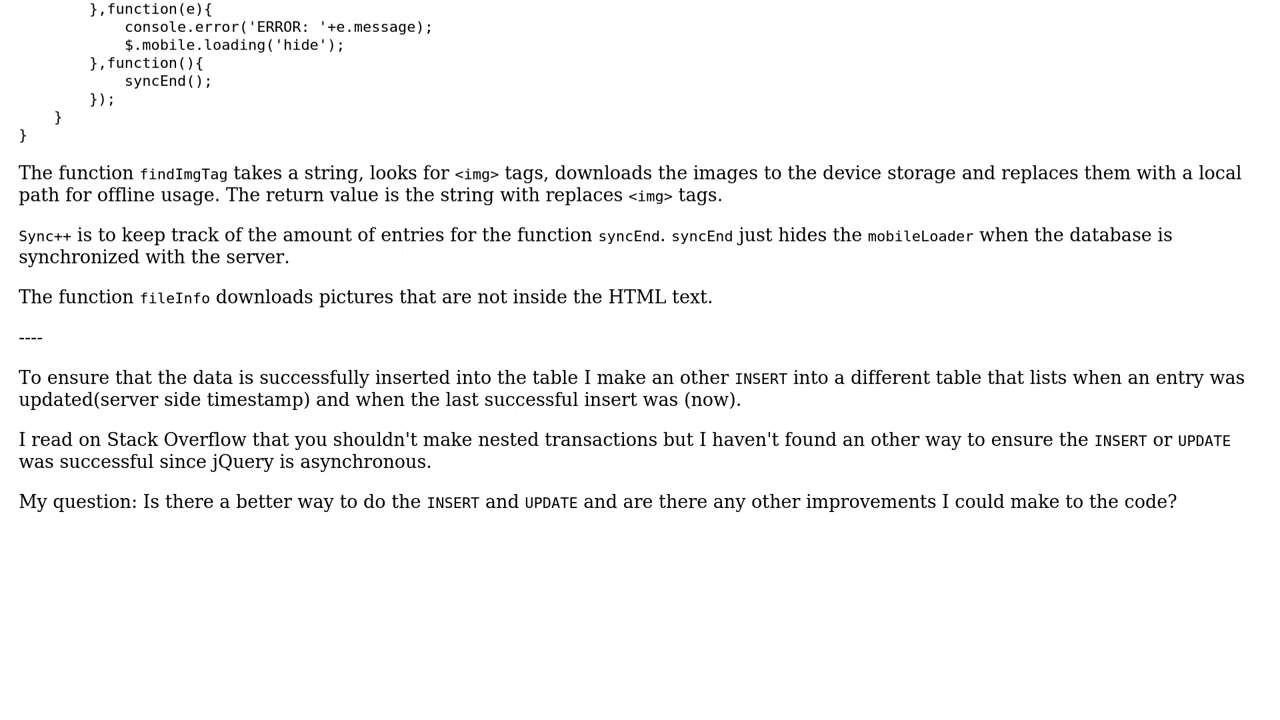 },function(e){
console.error('ERROR: '+e.message);
$.mobile.loading('hide');
},function(){
syncEnd();
});
}
}
The function findImgTag takes a string, looks for <img> tags, downloads the images to the device storage and replaces them with a local
path for offline usage. The return value is the string with replaces <img> tags.
Sync++ is to keep track of the amount of entries for the function syncEnd. syncEnd just hides the mobileLoader when the database is
synchronized with the server.
The function fileInfo downloads pictures that are not inside the HTML text.
----
To ensure that the data is successfully inserted into the table I make an other INSERT into a different table that lists when an entry was
updated(server side timestamp) and when the last successful insert was (now).
I read on Stack Overflow that you shouldn't make nested transactions but I haven't found an other way to ensure the INSERT or UPDATE
was successful since jQuery is asynchronous.
My question: Is there a better way to do the INSERT and UPDATE and are there any other improvements I could make to the code?